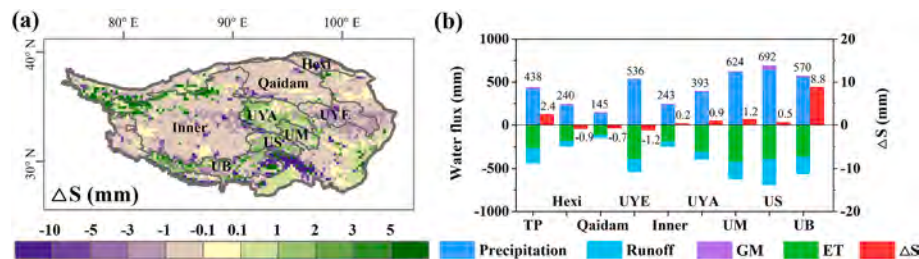 (a)
80° E 90° E 100° E
40° N
30° N
Hexi
Qaidam
Inner
UYA
UYE
UM
US
UB
△S (mm)
-10 -5 -3 -1 -0.1 0.1 1 2 3 5
(b)
Water flux (mm)
1000
500
0
-500
-1000
438 240 145 536 243 393 624 692 570
2.4 -0.9 -0.7 -1.2 0.2 0.9 1.2 0.5 8.8
20
10
0
-10
-20
△S (mm)
Hexi UYE UYA US
TP Qaidam Inner UM UB
Precipitation Runoff GM ET △S